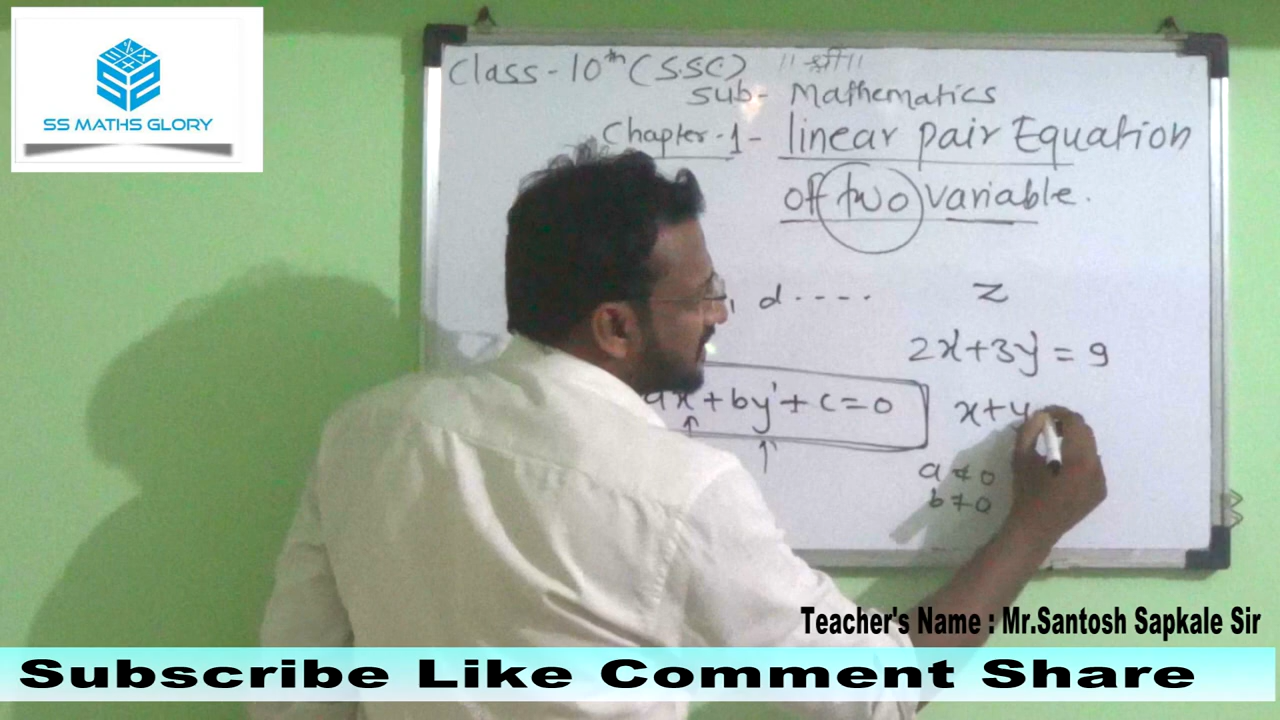 SS MATHS GLORY
Class - 10th (S.S.C) ॥ श्री ॥
Sub - Mathematics
Chapter-1- linear pair Equation
of two variable.
, d ....
z
2x+3y=9
ax+by+c=0
x+y
a≠0
b≠0
Teacher's Name : Mr.Santosh Sapkale Sir
Subscribe Like Comment Share